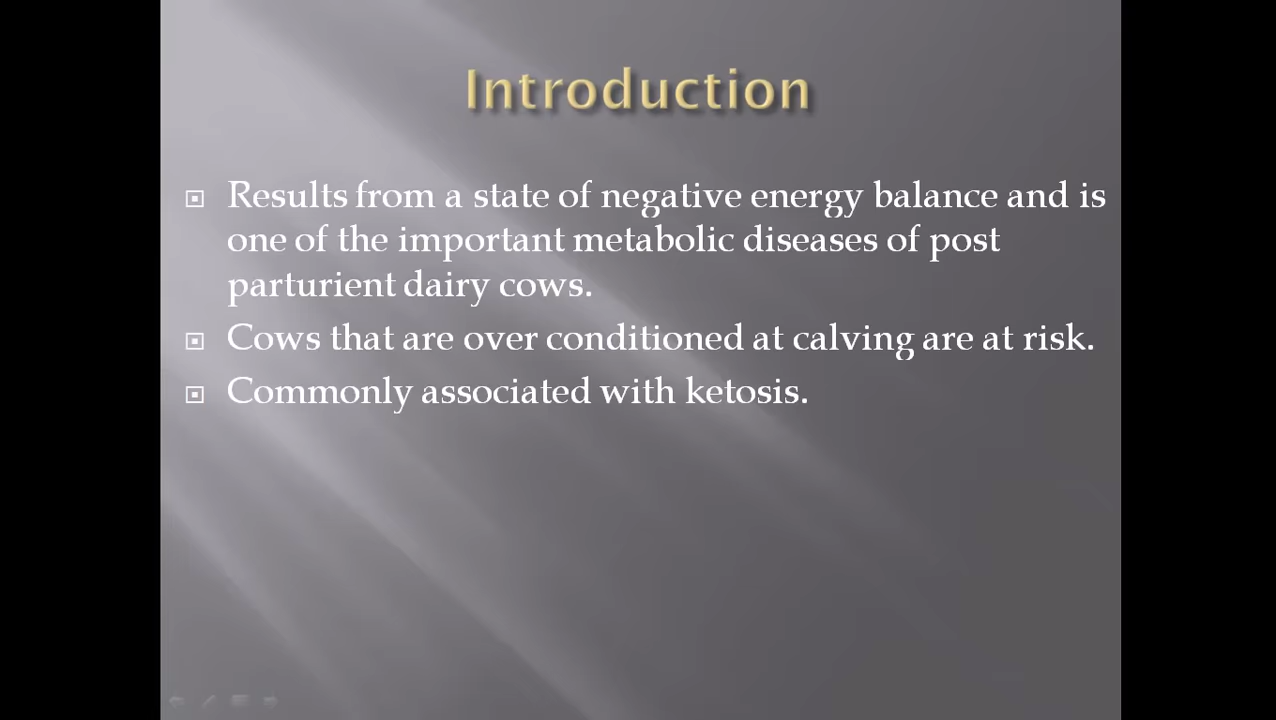 Introduction
Results from a state of negative energy balance and is
one of the important metabolic diseases of post
parturient dairy cows.
Cows that are over conditioned at calving are at risk.
Commonly associated with ketosis.